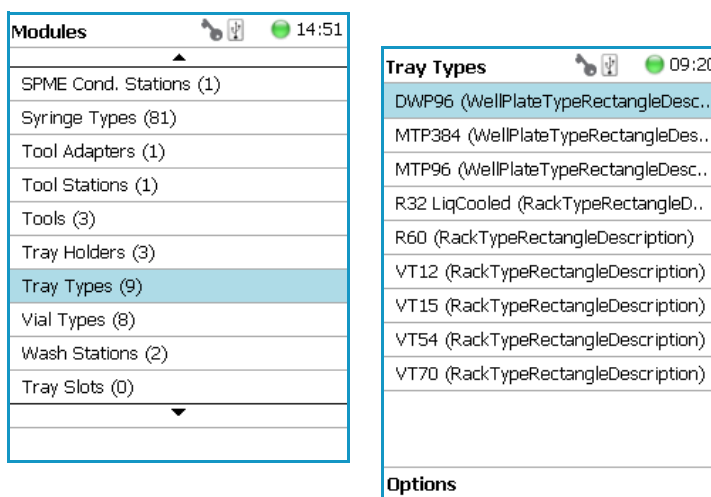 Modules 14:51
SPME Cond. Stations (1)
Syringe Types (81)
Tool Adapters (1)
Tool Stations (1)
Tools (3)
Tray Holders (3)
Tray Types (9)
Vial Types (8)
Wash Stations (2)
Tray Slots (0)
Tray Types 09:20
DWP96 (WellPlateTypeRectangleDesc..
MTP384 (WellPlateTypeRectangleDes..
MTP96 (WellPlateTypeRectangleDesc..
R32 LiqCooled (RackTypeRectangleD..
R60 (RackTypeRectangleDescription)
VT12 (RackTypeRectangleDescription)
VT15 (RackTypeRectangleDescription)
VT54 (RackTypeRectangleDescription)
VT70 (RackTypeRectangleDescription)
Options